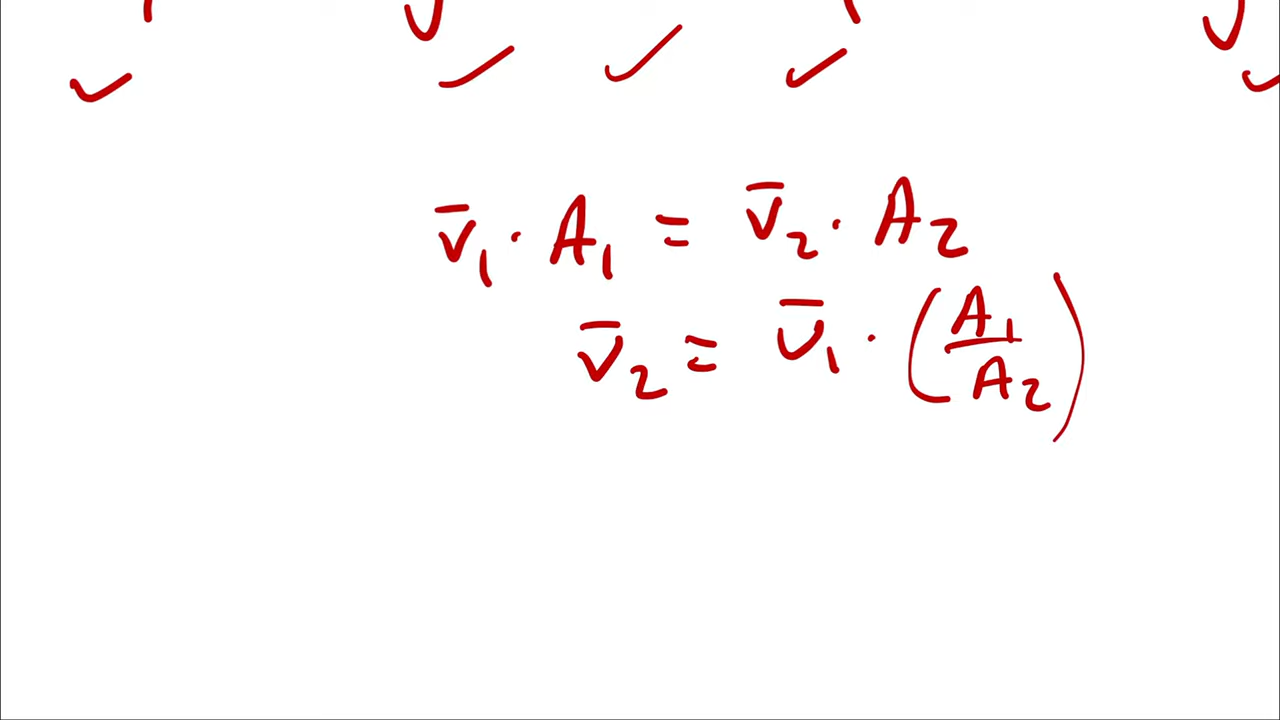 v̄₁ · A₁ = v̄₂ · A₂
v̄₂ = v̄₁ · (A₁/A₂)